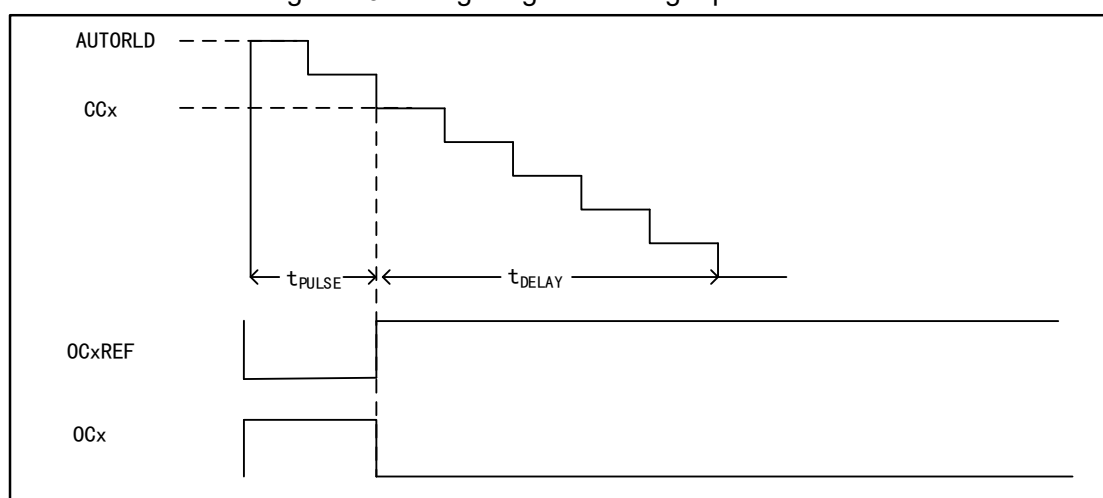 AUTORLD
CCx
tPULSE
tDELAY
OCxREF
OCx